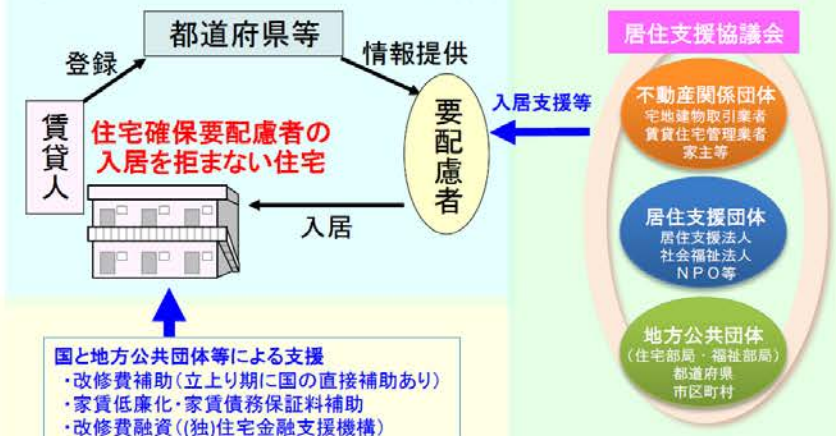 都道府県等
登録
情報提供
賃貸人
住宅確保要配慮者の
入居を拒まない住宅
要配慮者
入居
入居支援等
国と地方公共団体等による支援
・改修費補助(立上り期に国の直接補助あり)
・家賃低廉化・家賃債務保証料補助
・改修費融資((独)住宅金融支援機構)
居住支援協議会
不動産関係団体
宅地建物取引業者
賃貸住宅管理業者
家主等
居住支援団体
居住支援法人
社会福祉法人
NPO等
地方公共団体
(住宅部局・福祉部局)
都道府県
市区町村